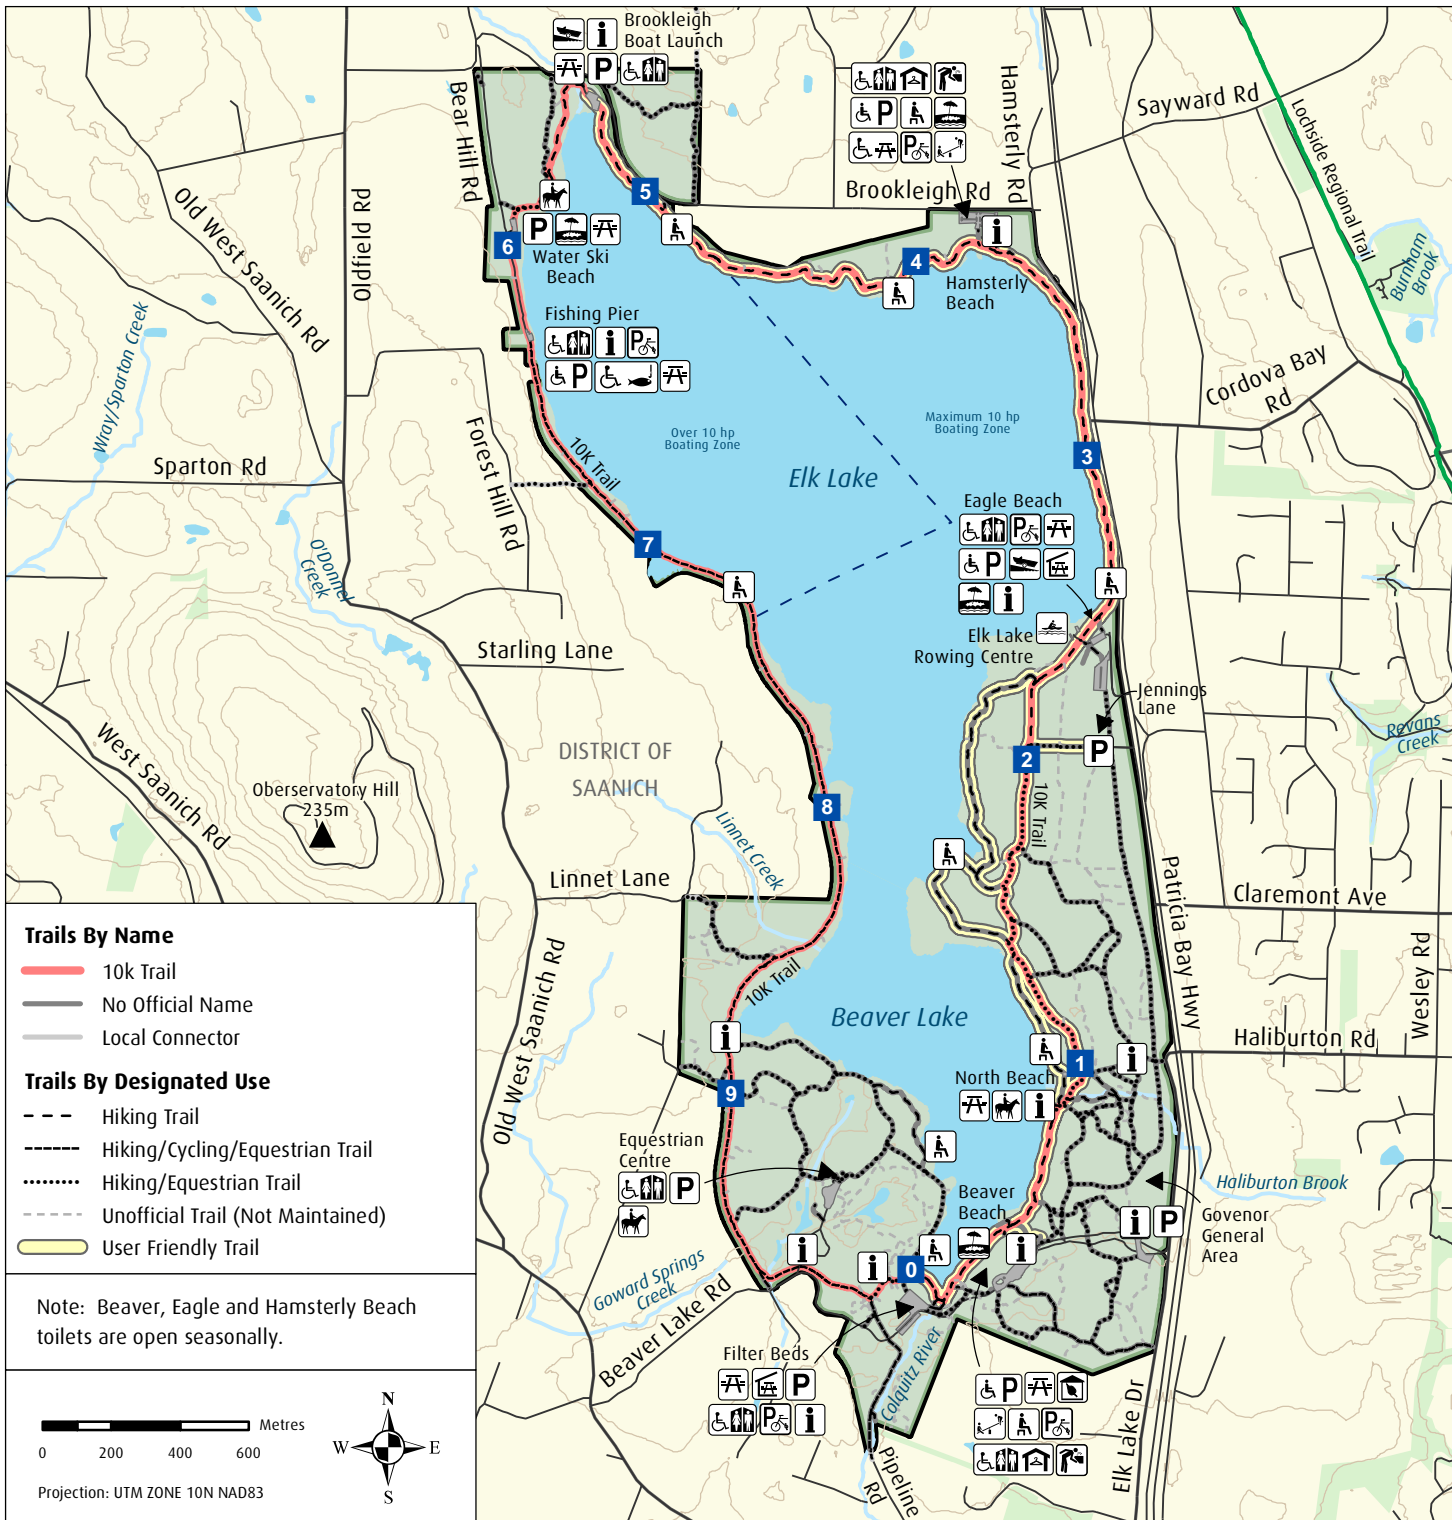 Brookleigh
Boat Launch
P
Bear Hill Rd
Hamsterly Rd
Sayward Rd
Lochside Regional Trail
P
P
Old West Saanich Rd
Oldfield Rd
5
Brookleigh Rd
6
P
Water Ski
Beach
4
Hamsterly
Beach
Burnham
Brook
Wray/Sparton Creek
Fishing Pier
P
P
Cordova Bay
Rd
Forest Hill Rd
Over 10 hp
Boating Zone
Maximum 10 hp
Boating Zone
10K Trail
3
Sparton Rd
Elk Lake
Eagle Beach
P
P
7
O'Donnel
Creek
Elk Lake
Rowing Centre
Starling Lane
Jennings
Lane
P
Revans
Creek
West Saanich Rd
DISTRICT OF
SAANICH
2
10K Trail
Oberservatory Hill
235m
8
Linnet Creek
Linnet Lane
Patricia Bay Hwy
Claremont Ave
Wesley Rd
Old West Saanich Rd
10K Trail
Beaver Lake
Haliburton Rd
1
North Beach
9
Equestrian
Centre
P
Beaver
Beach
Haliburton Brook
P
Govenor
General
Area
0
Goward Springs
Creek
Beaver Lake Rd
Filter Beds
P
P
Colquitz River
P
P
Elk Lake Dr
Pipeline
Rd
Trails By Name
10k Trail
No Official Name
Local Connector
Trails By Designated Use
Hiking Trail
Hiking/Cycling/Equestrian Trail
Hiking/Equestrian Trail
Unofficial Trail (Not Maintained)
User Friendly Trail
Note: Beaver, Eagle and Hamsterly Beach
toilets are open seasonally.
Metres
0 200 400 600
N
W E
S
Projection: UTM ZONE 10N NAD83